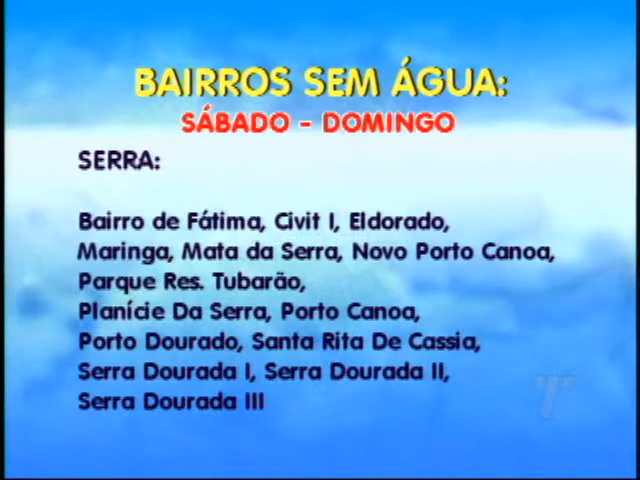 BAIRROS SEM ÁGUA:
SÁBADO - DOMINGO
SERRA:
Bairro de Fátima, Civit I, Eldorado,
Maringa, Mata da Serra, Novo Porto Canoa,
Parque Res. Tubarão,
Planície Da Serra, Porto Canoa,
Porto Dourado, Santa Rita De Cassia,
Serra Dourada I, Serra Dourada II,
Serra Dourada III